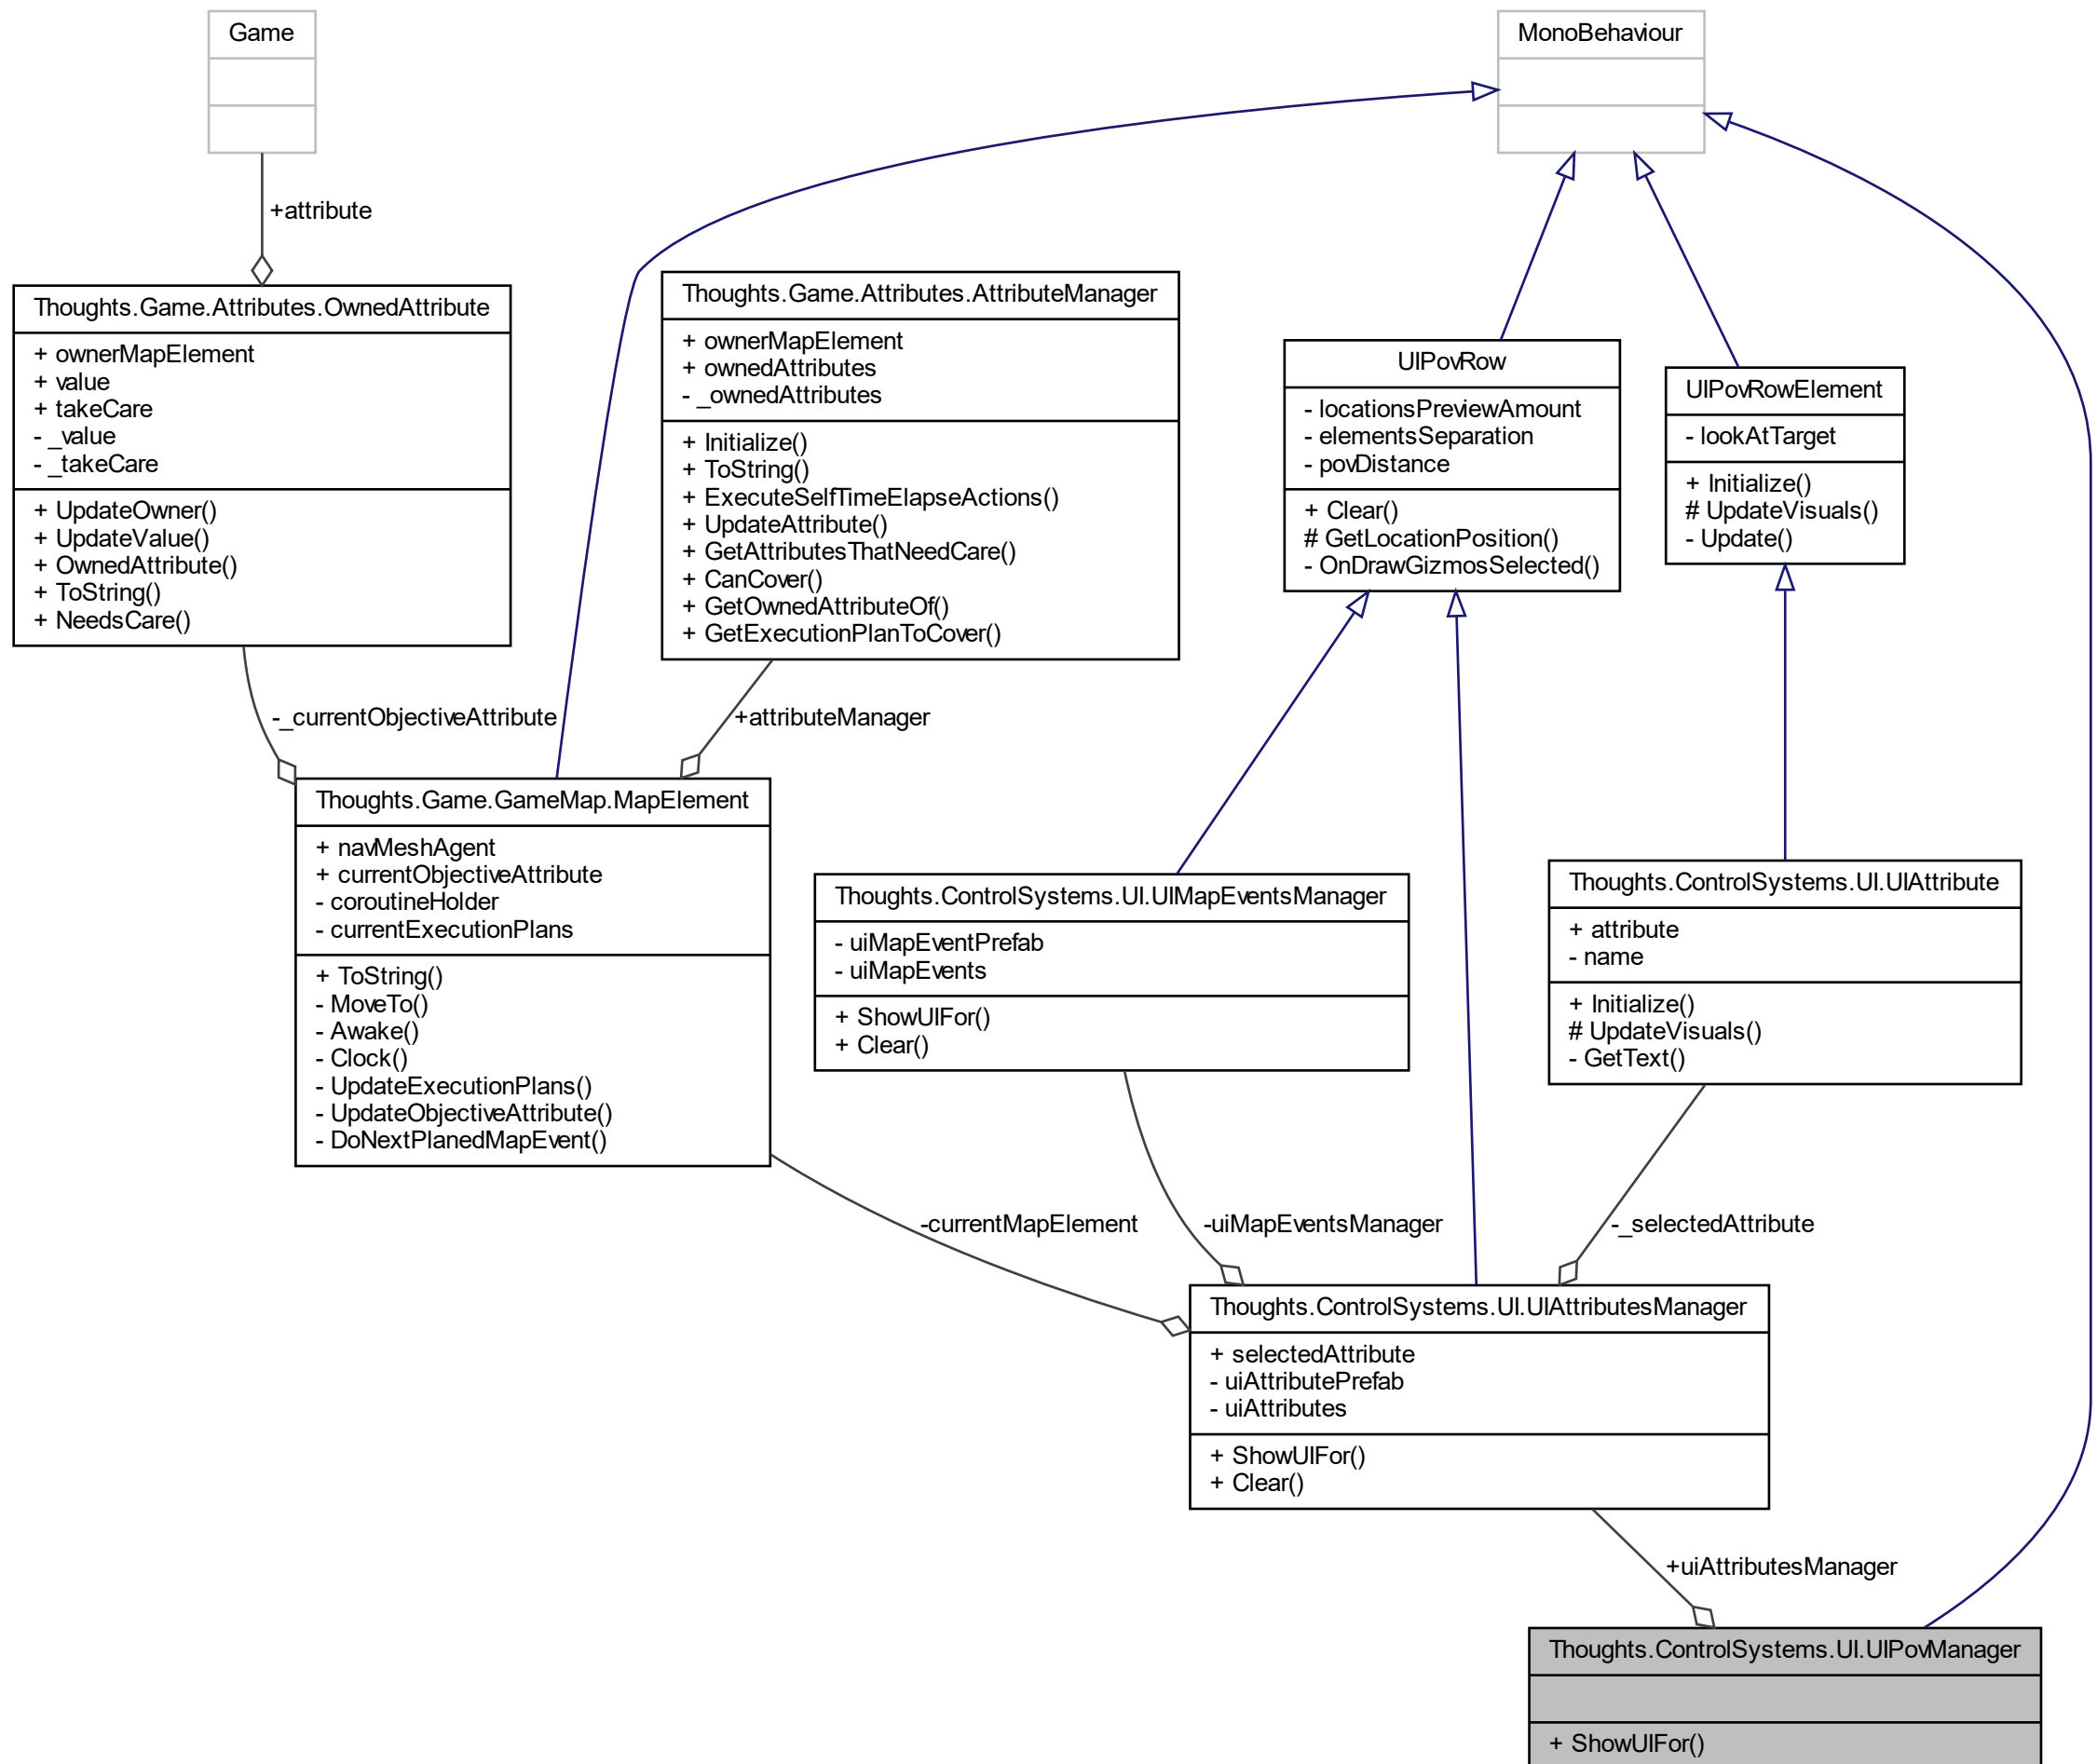 Game
MonoBehaviour
+attribute
Thoughts.Game.Attributes.OwnedAttribute
+ ownerMapElement
+ value
+ takeCare
- _value
- _takeCare
+ UpdateOwner()
+ UpdateValue()
+ OwnedAttribute()
+ ToString()
+ NeedsCare()
Thoughts.Game.Attributes.AttributeManager
+ ownerMapElement
+ ownedAttributes
- _ownedAttributes
+ Initialize()
+ ToString()
+ ExecuteSelfTimeElapseActions()
+ UpdateAttribute()
+ GetAttributesThatNeedCare()
+ CanCover()
+ GetOwnedAttributeOf()
+ GetExecutionPlanToCover()
UIPovRow
- locationsPreviewAmount
- elementsSeparation
- povDistance
+ Clear()
# GetLocationPosition()
- OnDrawGizmosSelected()
UIPovRowElement
- lookAtTarget
+ Initialize()
# UpdateVisuals()
- Update()
-_currentObjectiveAttribute
+attributeManager
Thoughts.Game.GameMap.MapElement
+ navMeshAgent
+ currentObjectiveAttribute
- coroutineHolder
- currentExecutionPlans
+ ToString()
- MoveTo()
- Awake()
- Clock()
- UpdateExecutionPlans()
- UpdateObjectiveAttribute()
- DoNextPlanedMapEvent()
Thoughts.ControlSystems.UI.UIMapEventsManager
- uiMapEventPrefab
- uiMapEvents
+ ShowUIFor()
+ Clear()
Thoughts.ControlSystems.UI.UIAttribute
+ attribute
- name
+ Initialize()
# UpdateVisuals()
- GetText()
-currentMapElement
-uiMapEventsManager
-_selectedAttribute
Thoughts.ControlSystems.UI.UIAttributesManager
+ selectedAttribute
- uiAttributePrefab
- uiAttributes
+ ShowUIFor()
+ Clear()
+uiAttributesManager
Thoughts.ControlSystems.UI.UIPovManager
+ ShowUIFor()